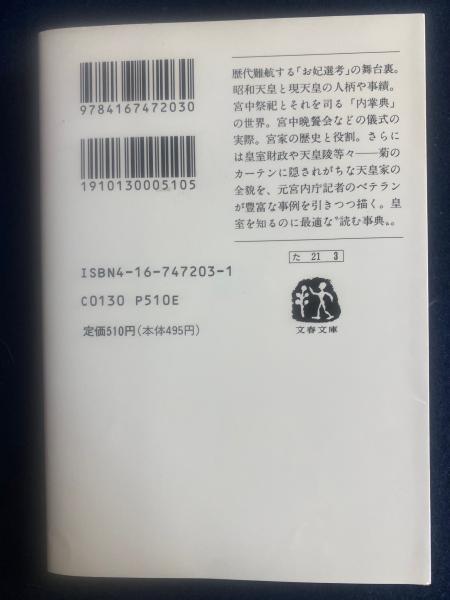 9784167472030
1910130005105
ISBN4-16-747203-1
C0130 P510E
定価510円(本体495円)
歴代難航する「お妃選考」の舞台裏。
昭和天皇と現天皇の人柄や事績。
宮中祭祀とそれを司る「内掌典」
の世界。宮中晩餐会などの儀式の
実際。宮家の歴史と役割。さらに
は皇室財政や天皇陵等々──菊の
カーテンに隠されがちな天皇家の
全貌を、元宮内庁記者のベテラン
が豊富な事例を引きつつ描く。皇
室を知るのに最適な〝読む事典〟。
た 21 3
文春文庫